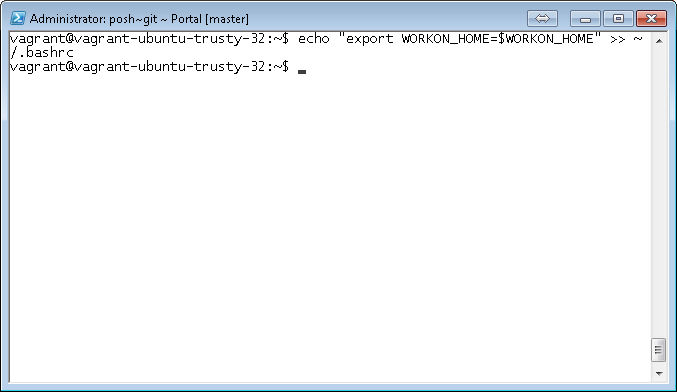 Administrator: posh~git ~ Portal [master]
vagrant@vagrant-ubuntu-trusty-32:~$ echo "export WORKON_HOME=$WORKON_HOME" >> ~
/.bashrc
vagrant@vagrant-ubuntu-trusty-32:~$